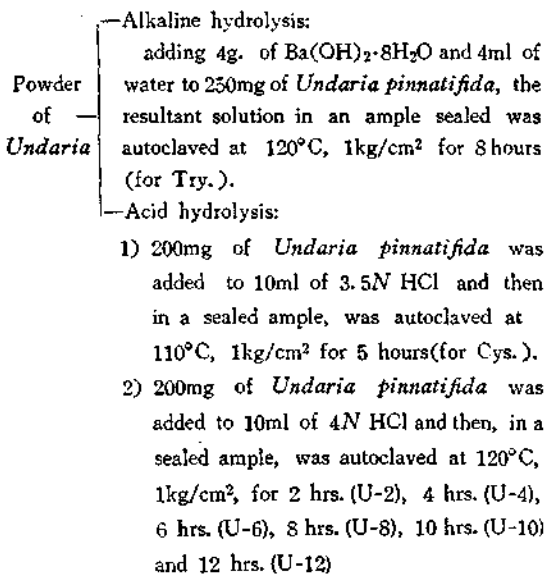 Alkaline hydrolysis:
adding 4g. of Ba(OH)₂·8H₂O and 4ml of
Powder water to 250mg of Undaria pinnatifida, the
of resultant solution in an ample sealed was
Undaria autoclaved at 120°C, 1kg/cm² for 8 hours
(for Try.).
Acid hydrolysis:
1) 200mg of Undaria pinnatifida was
added to 10ml of 3.5N HCl and then
in a sealed ample, was autoclaved at
110°C, 1kg/cm² for 5 hours(for Cys.).
2) 200mg of Undaria pinnatifida was
added to 10ml of 4N HCl and then, in a
sealed ample, was autoclaved at 120°C,
1kg/cm², for 2 hrs. (U-2), 4 hrs. (U-4),
6 hrs. (U-6), 8 hrs. (U-8), 10 hrs. (U-10)
and 12 hrs. (U-12)